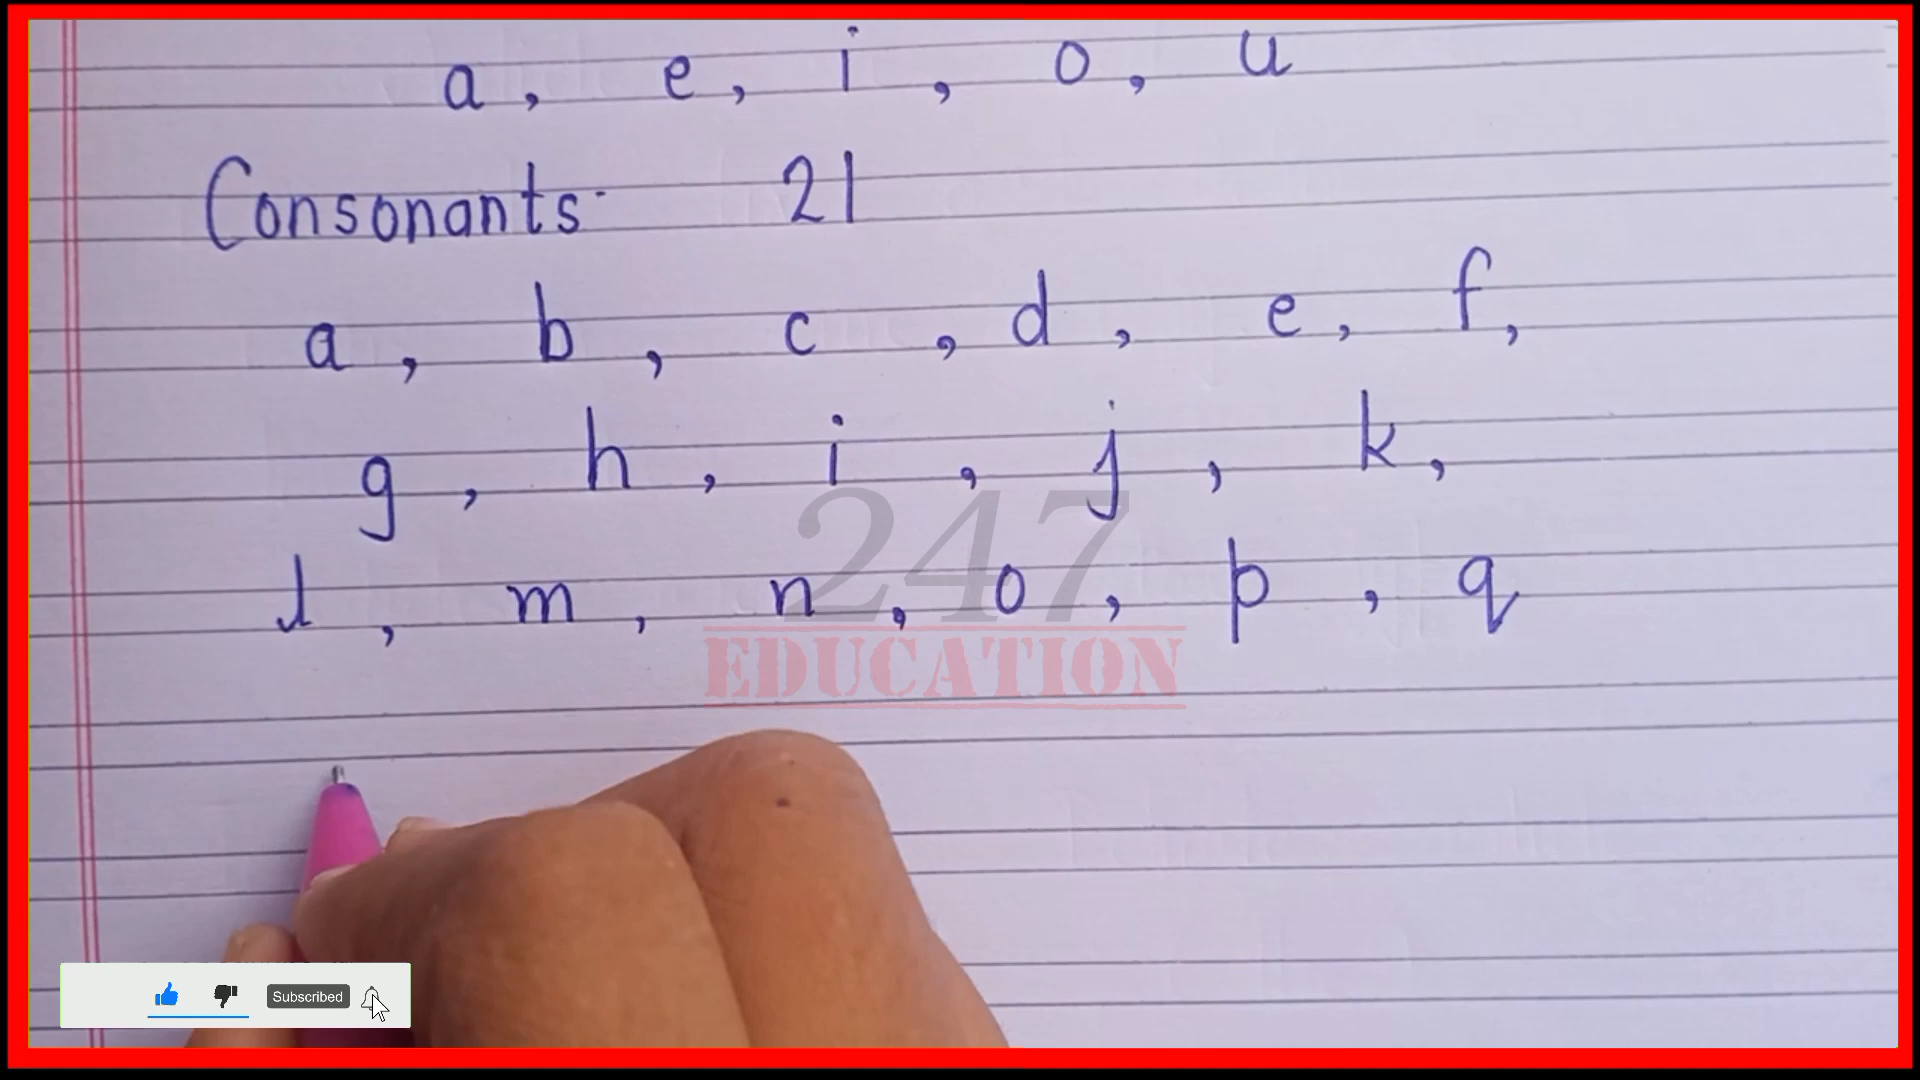 a, e, i, o, u
Consonants- 21
a, b, c, d, e, f,
g, h, i, j, k,
l, m, n, o, p, q
247
EDUCATION
Subscribed